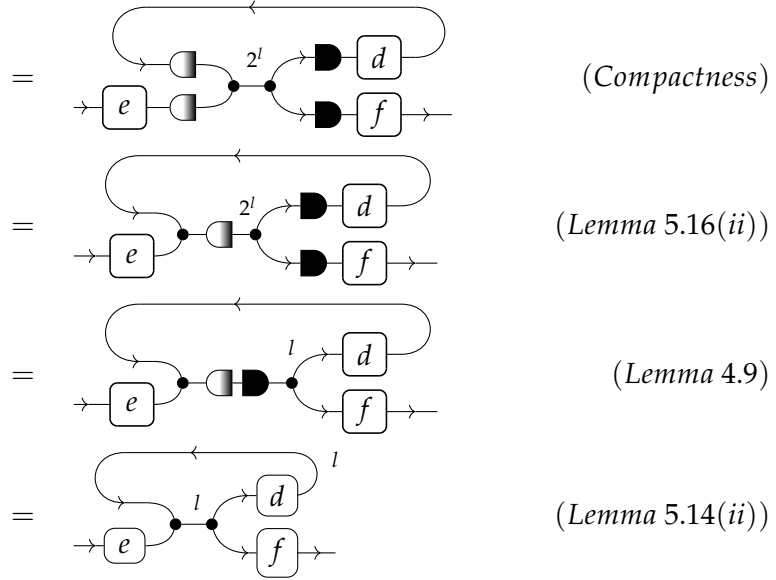 = e 2^l d f (Compactness)
= e 2^l d f (Lemma 5.16(ii))
= e l d f (Lemma 4.9)
= e l d f l (Lemma 5.14(ii))